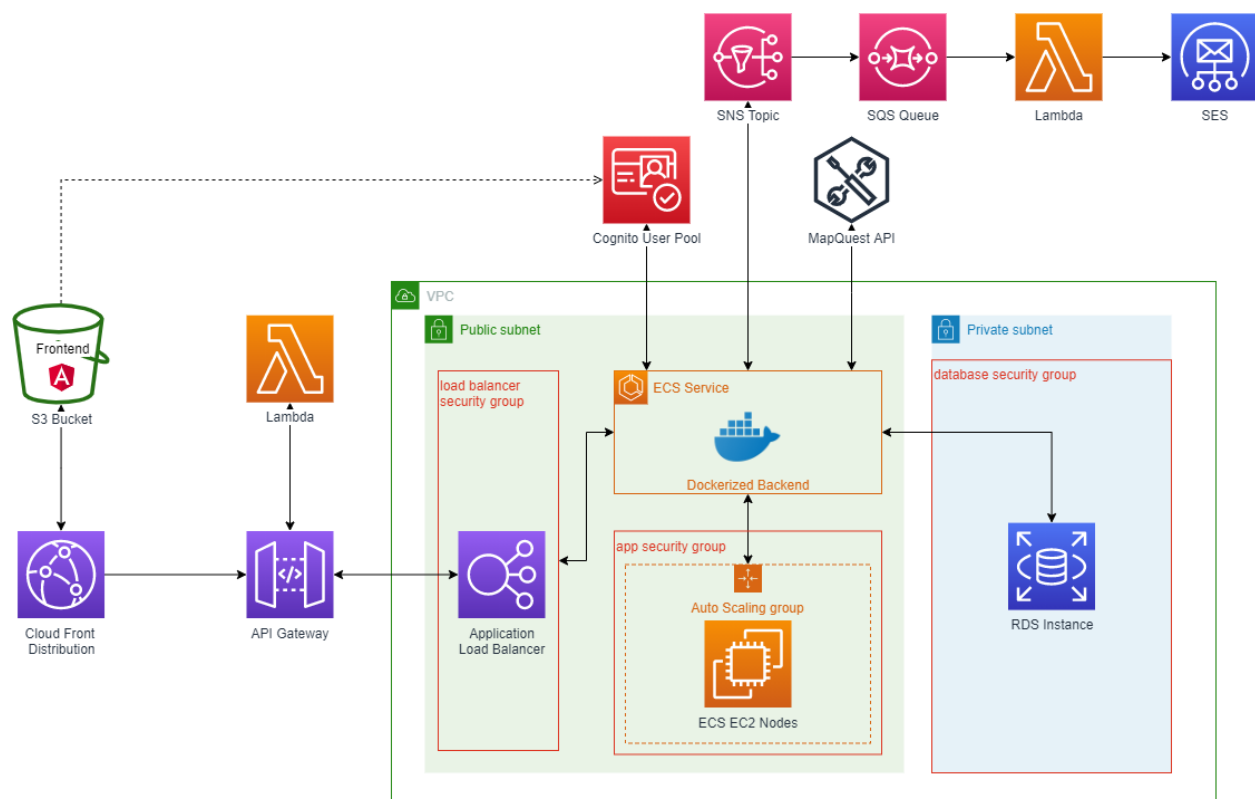 SNS Topic
SQS Queue
Lambda
SES
Cognito User Pool
MapQuest API
VPC
Public subnet
Private subnet
Frontend
A
S3 Bucket
Lambda
load balancer
security group
ECS Service
database security group
Dockerized Backend
app security group
Auto Scaling group
Cloud Front
Distribution
</>
API Gateway
Application
Load Balancer
RDS Instance
ECS EC2 Nodes